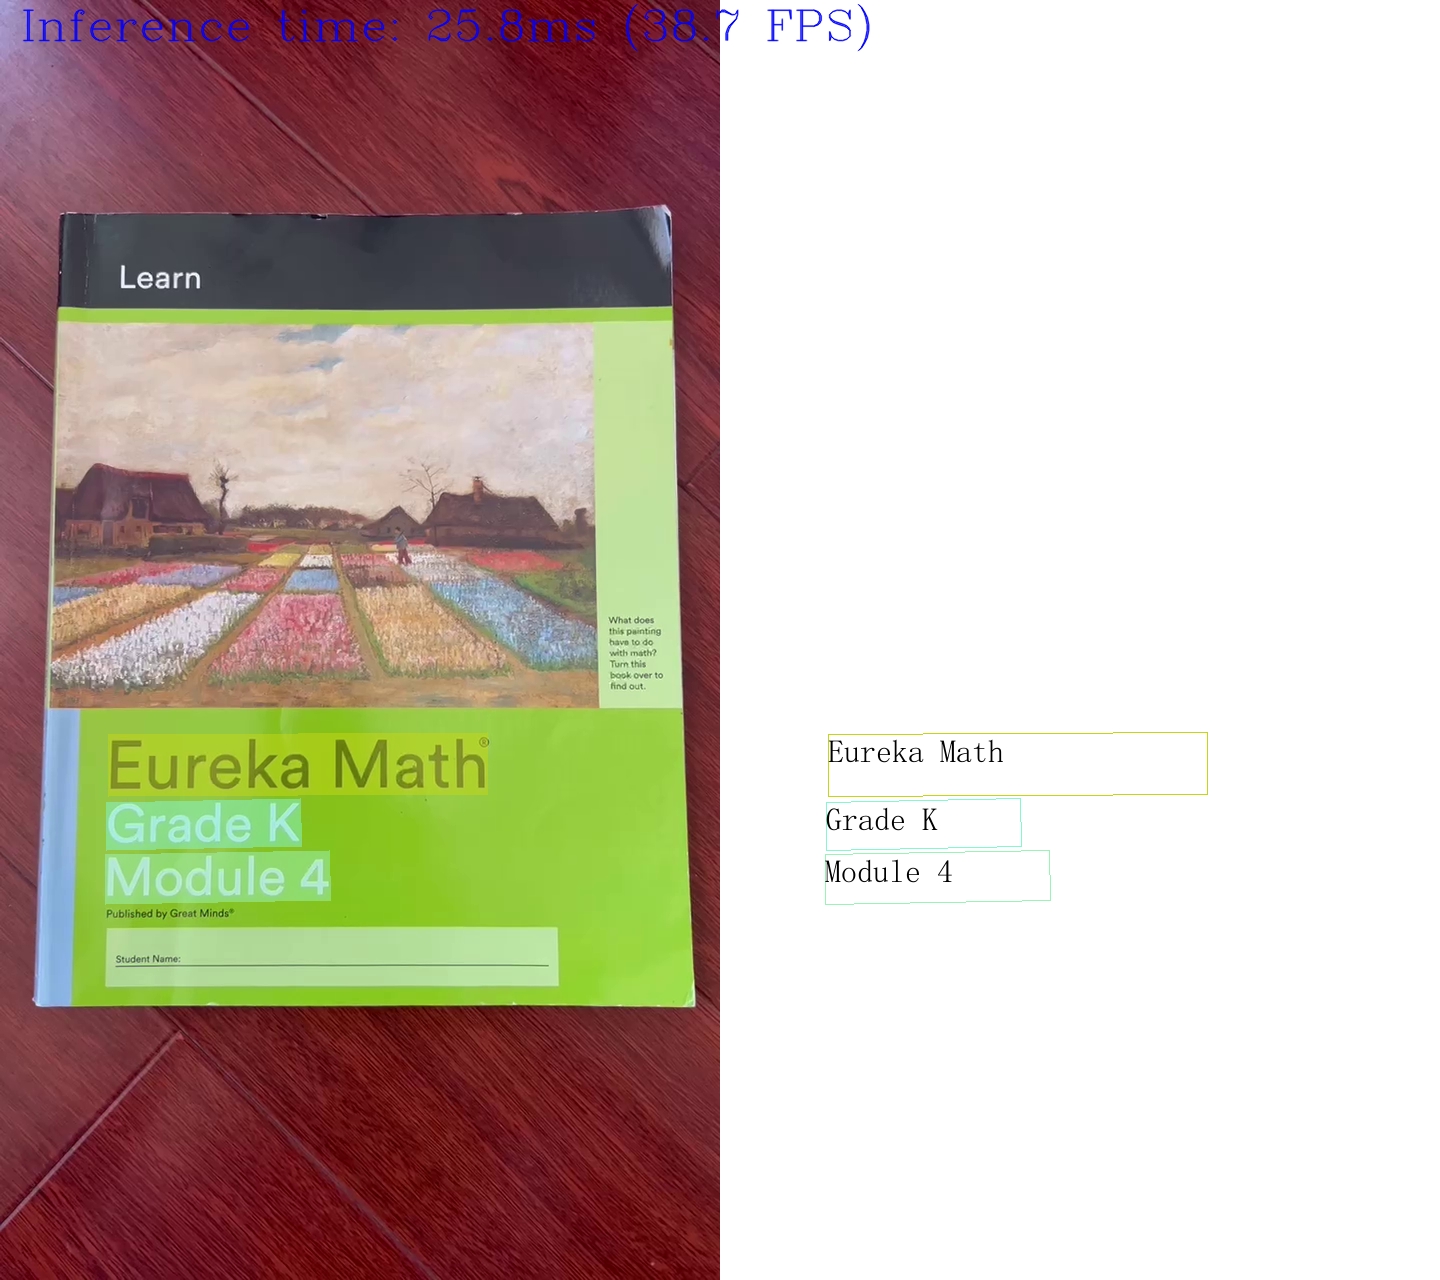 Inference time: 25.8ms (38.7 FPS)
Learn
What does
this painting
have to do
with math?
Turn this
book over to
find out.
Eureka Math®
Grade K
Module 4
Published by Great Minds®
Student Name:
Eureka Math
Grade K
Module 4